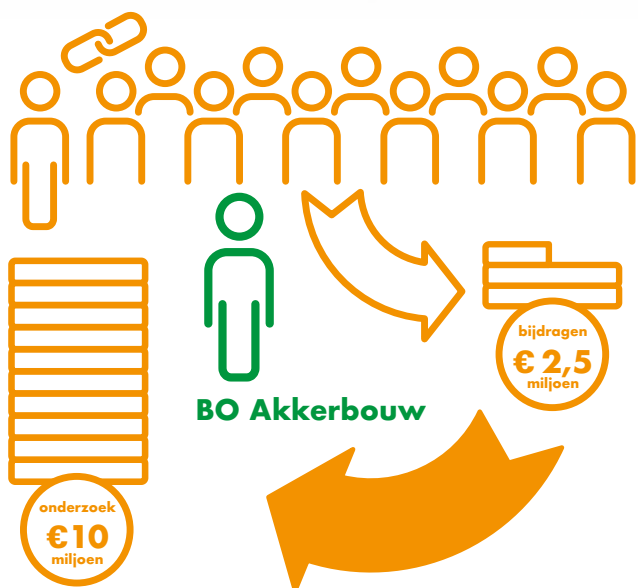 bijdragen
€ 2,5
miljoen
BO Akkerbouw
onderzoek
€10
miljoen